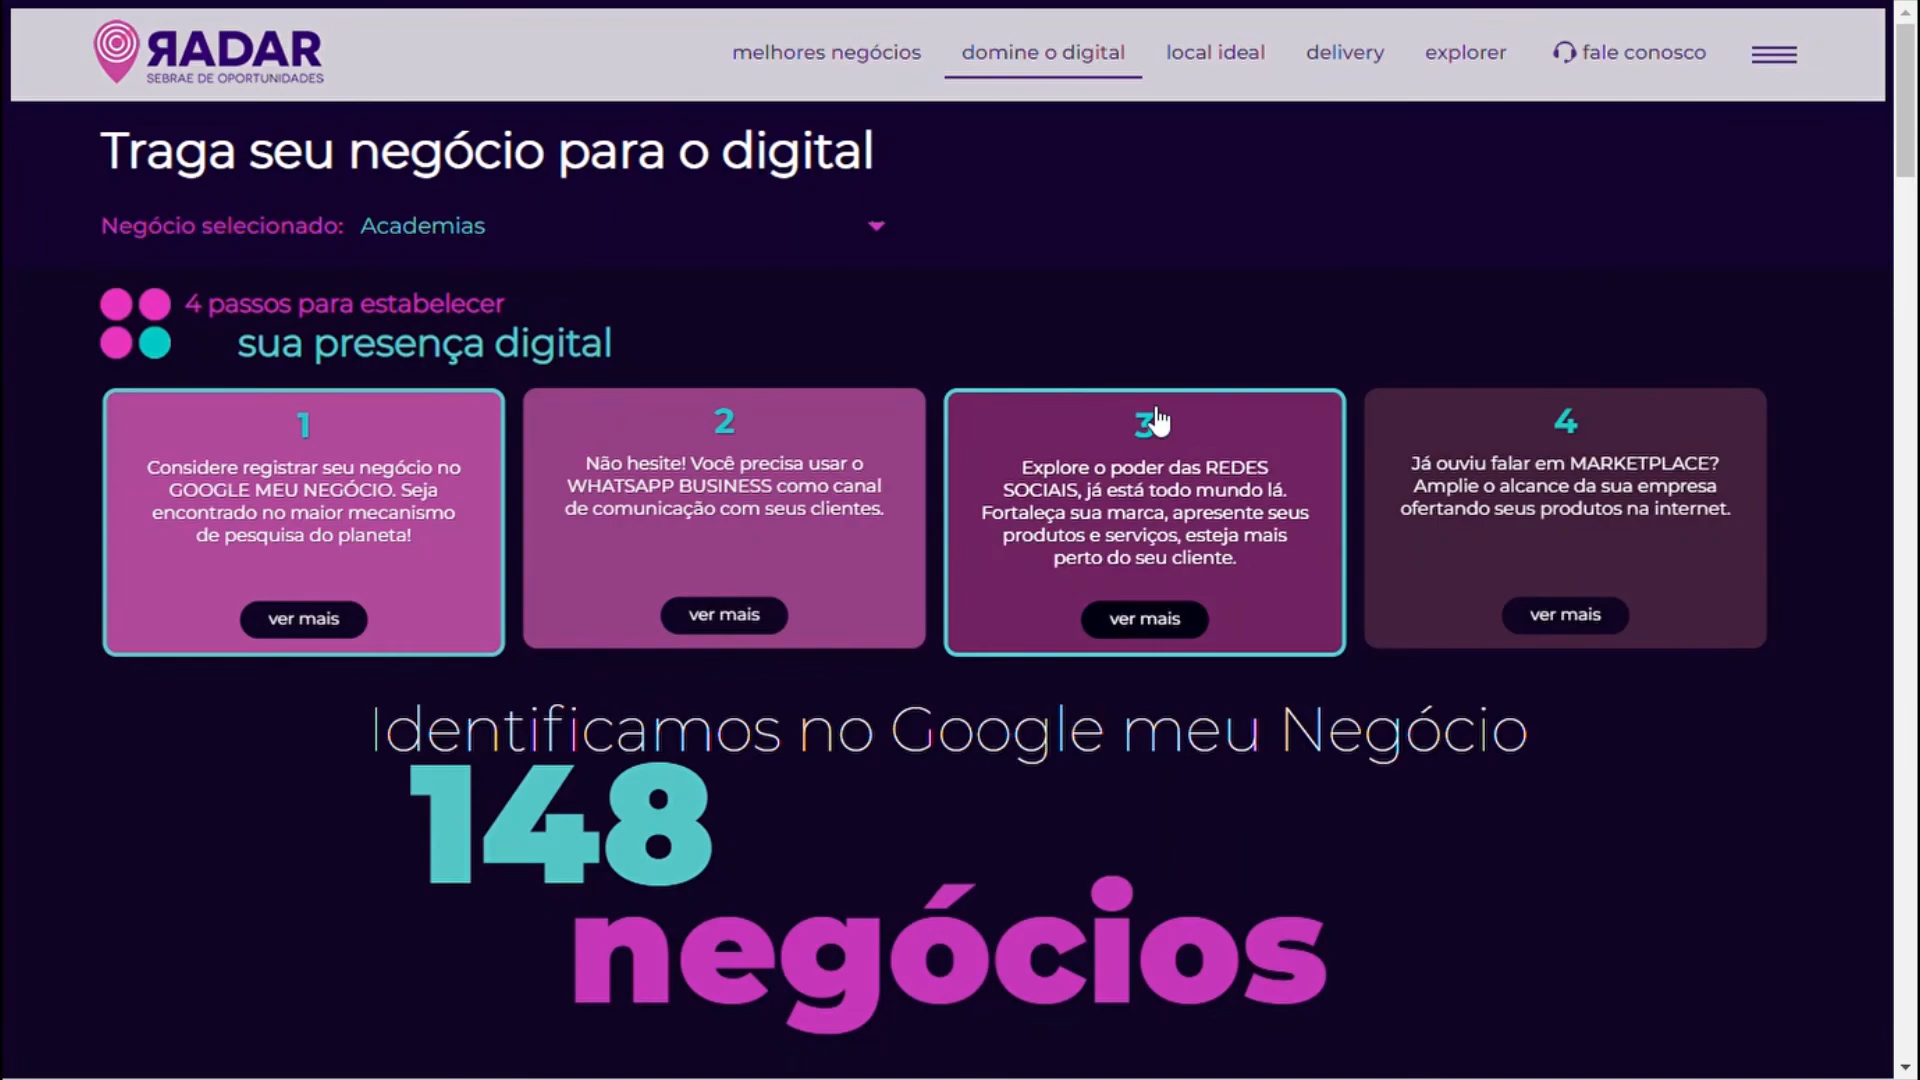 RADAR
SEBRAE DE OPORTUNIDADES
melhores negócios
domine o digital
local ideal
delivery
explorer
fale conosco
Traga seu negócio para o digital
Negócio selecionado: Academias
4 passos para estabelecer
sua presença digital
1
Considere registrar seu negócio no
GOOGLE MEU NEGÓCIO. Seja
encontrado no maior mecanismo
de pesquisa do planeta!
ver mais
2
Não hesite! Você precisa usar o
WHATSAPP BUSINESS como canal
de comunicação com seus clientes.
ver mais
3
Explore o poder das REDES
SOCIAIS, já está todo mundo lá.
Fortaleça sua marca, apresente seus
produtos e serviços, esteja mais
perto do seu cliente.
ver mais
4
Já ouviu falar em MARKETPLACE?
Amplie o alcance da sua empresa
ofertando seus produtos na internet.
ver mais
Identificamos no Google meu Negócio
148
negócios